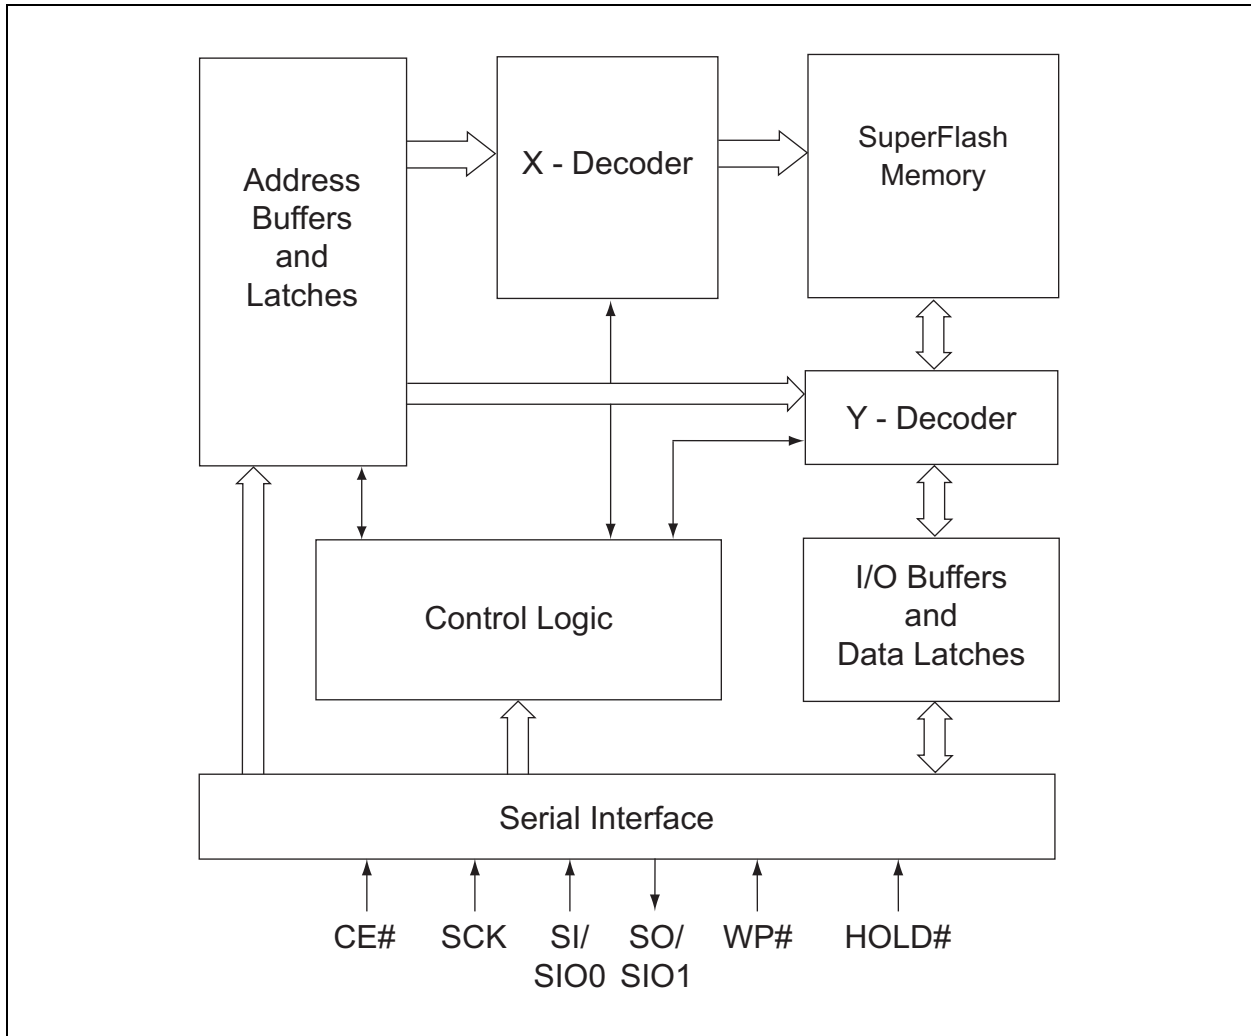 Address
Buffers
and
Latches
X - Decoder
SuperFlash
Memory
Y - Decoder
Control Logic
I/O Buffers
and
Data Latches
Serial Interface
CE#
SCK
SI/
SIO0
SO/
SIO1
WP#
HOLD#